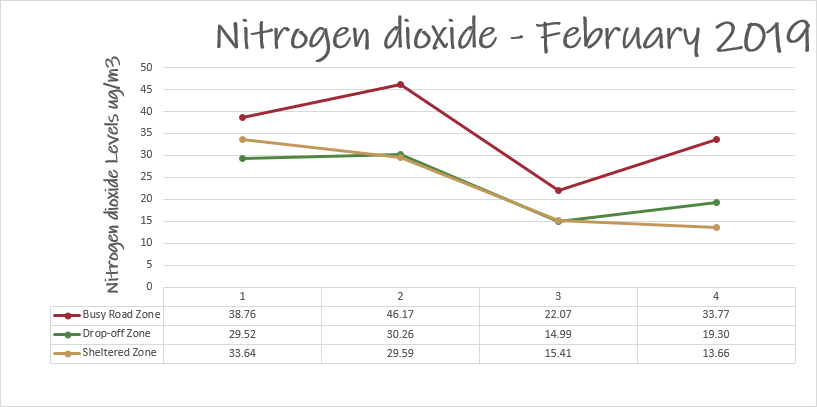 Nitrogen dioxide - February 2019
Nitrogen dioxide Levels ug/m3
50
45
40
35
30
25
20
15
10
5
0
1 2 3 4
Busy Road Zone 38.76 46.17 22.07 33.77
Drop-off Zone 29.52 30.26 14.99 19.30
Sheltered Zone 33.64 29.59 15.41 13.66